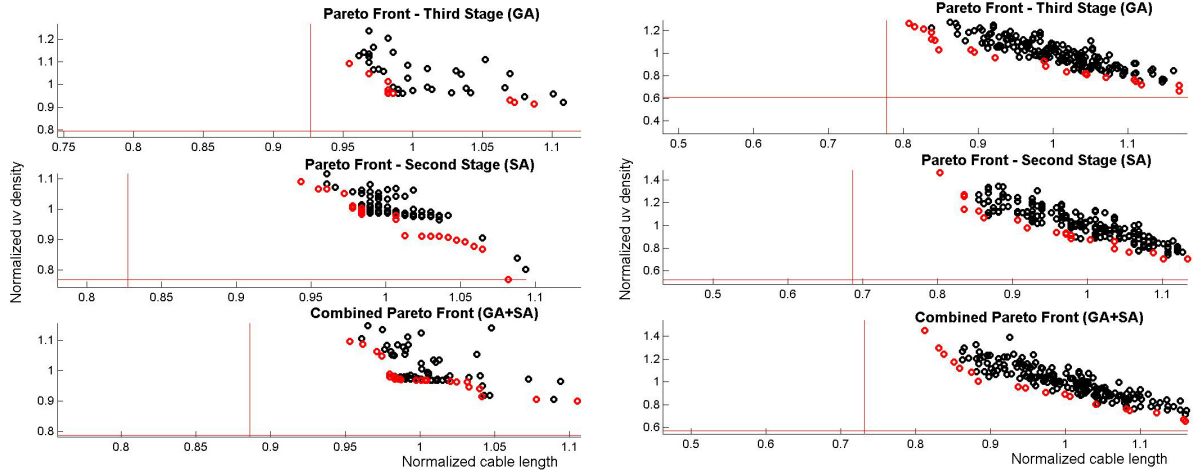 Pareto Front - Third Stage (GA)
1.2
1.1
1
0.9
0.8
0.75 0.8 0.85 0.9 0.95 1 1.05 1.1
Pareto Front - Second Stage (SA)
1.1
1
0.9
0.8
0.8 0.85 0.9 0.95 1 1.05 1.1
Combined Pareto Front (GA+SA)
1.1
1
0.9
0.8
0.8 0.85 0.9 0.95 1 1.05 1.1
Normalized uv density
Normalized cable length
Pareto Front - Third Stage (GA)
1.2
1
0.8
0.6
0.4
0.5 0.6 0.7 0.8 0.9 1 1.1
Pareto Front - Second Stage (SA)
1.4
1.2
1
0.8
0.6
0.5 0.6 0.7 0.8 0.9 1 1.1
Combined Pareto Front (GA+SA)
1.4
1.2
1
0.8
0.6
0.5 0.6 0.7 0.8 0.9 1 1.1
Normalized uv density
Normalized cable length